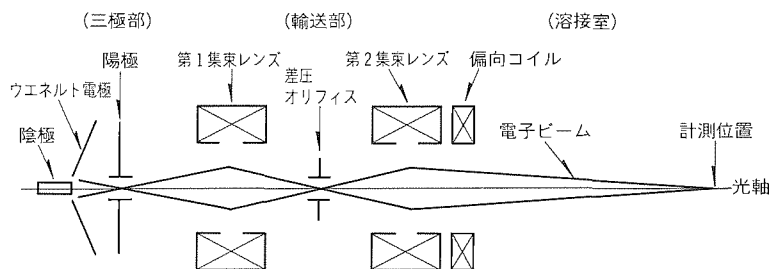 (三極部)
(輸送部)
(溶接室)
陽極
第1集束レンズ
差圧
オリフィス
第2集束レンズ
偏向コイル
ウエネルト電極
陰極
電子ビーム
計測位置
光軸